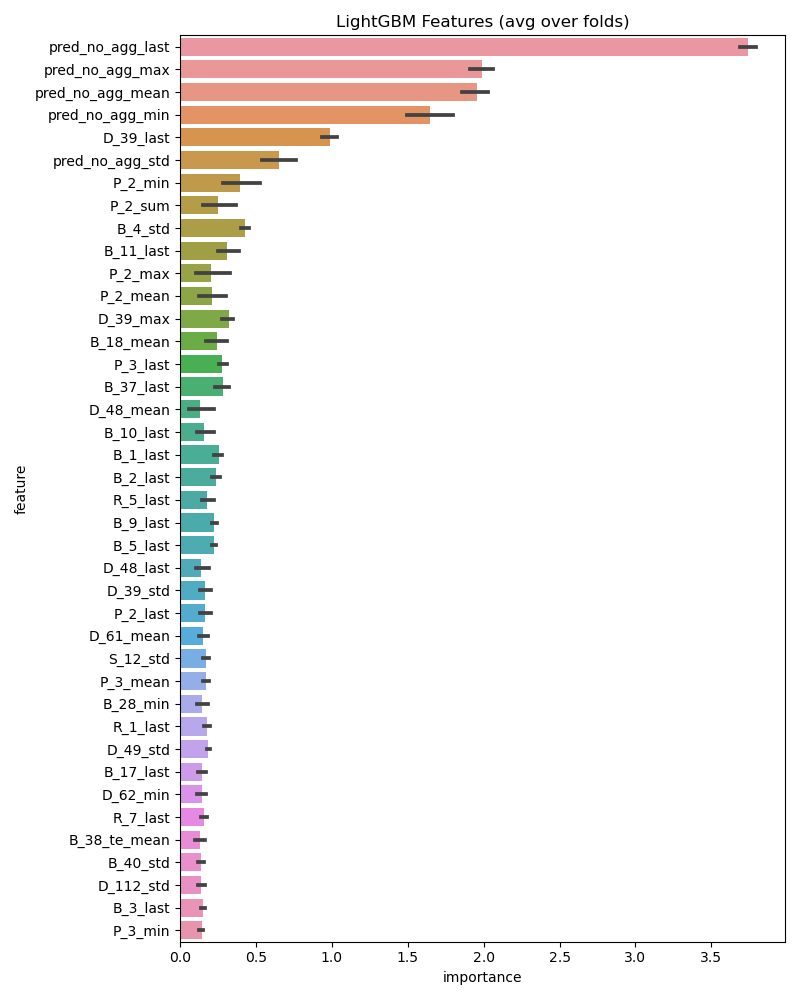 LightGBM Features (avg over folds)
pred_no_agg_last
pred_no_agg_max
pred_no_agg_mean
pred_no_agg_min
D_39_last
pred_no_agg_std
P_2_min
P_2_sum
B_4_std
B_11_last
P_2_max
P_2_mean
D_39_max
B_18_mean
P_3_last
B_37_last
D_48_mean
B_10_last
B_1_last
B_2_last
R_5_last
B_9_last
B_5_last
D_48_last
D_39_std
P_2_last
D_61_mean
S_12_std
P_3_mean
B_28_min
R_1_last
D_49_std
B_17_last
D_62_min
R_7_last
B_38_te_mean
B_40_std
D_112_std
B_3_last
P_3_min
feature
0.0 0.5 1.0 1.5 2.0 2.5 3.0 3.5
importance